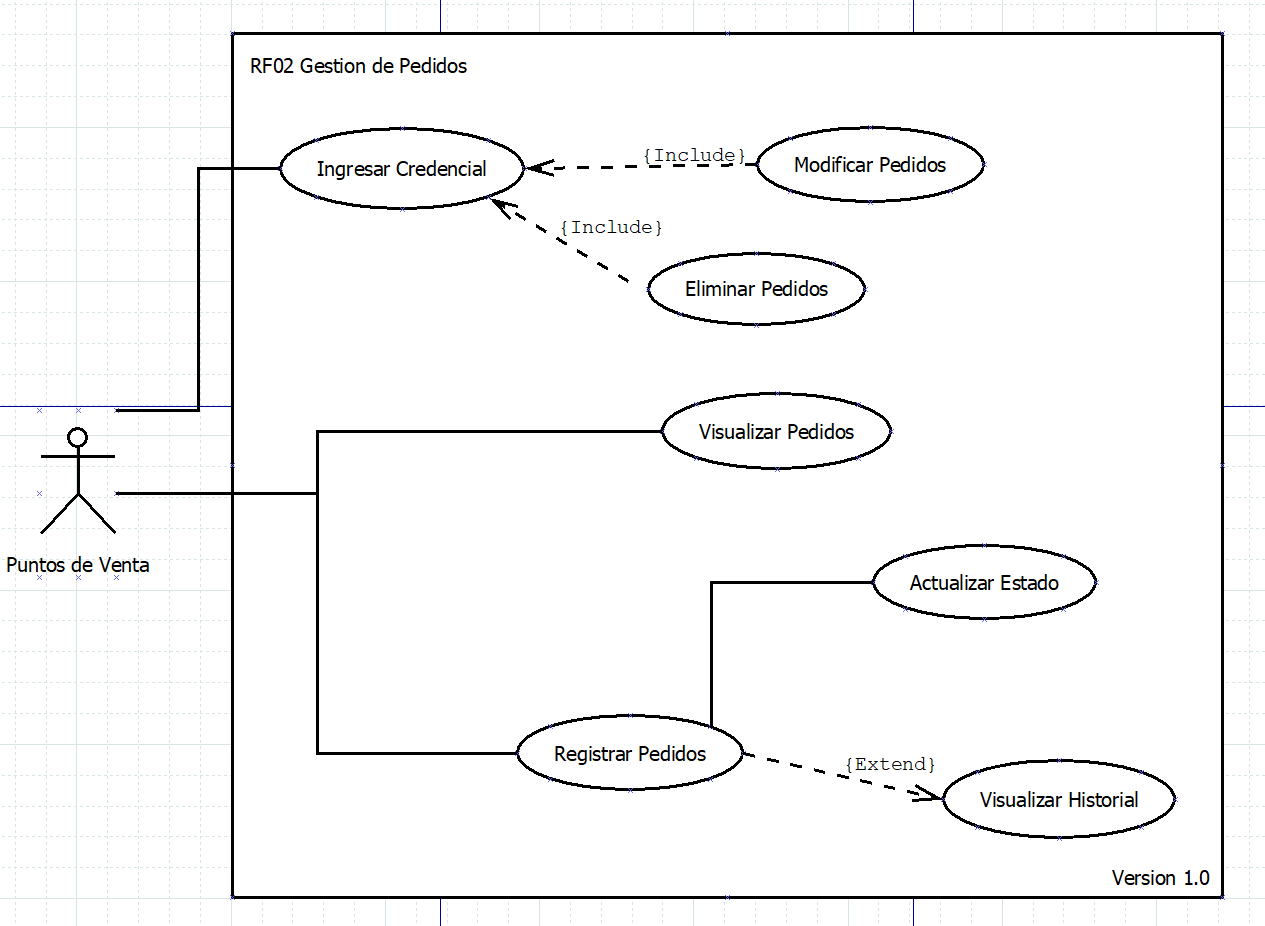 RF02 Gestion de Pedidos
Ingresar Credencial
{Include}
Modificar Pedidos
{Include}
Eliminar Pedidos
Visualizar Pedidos
Puntos de Venta
Actualizar Estado
Registrar Pedidos
{Extend}
Visualizar Historial
Version 1.0